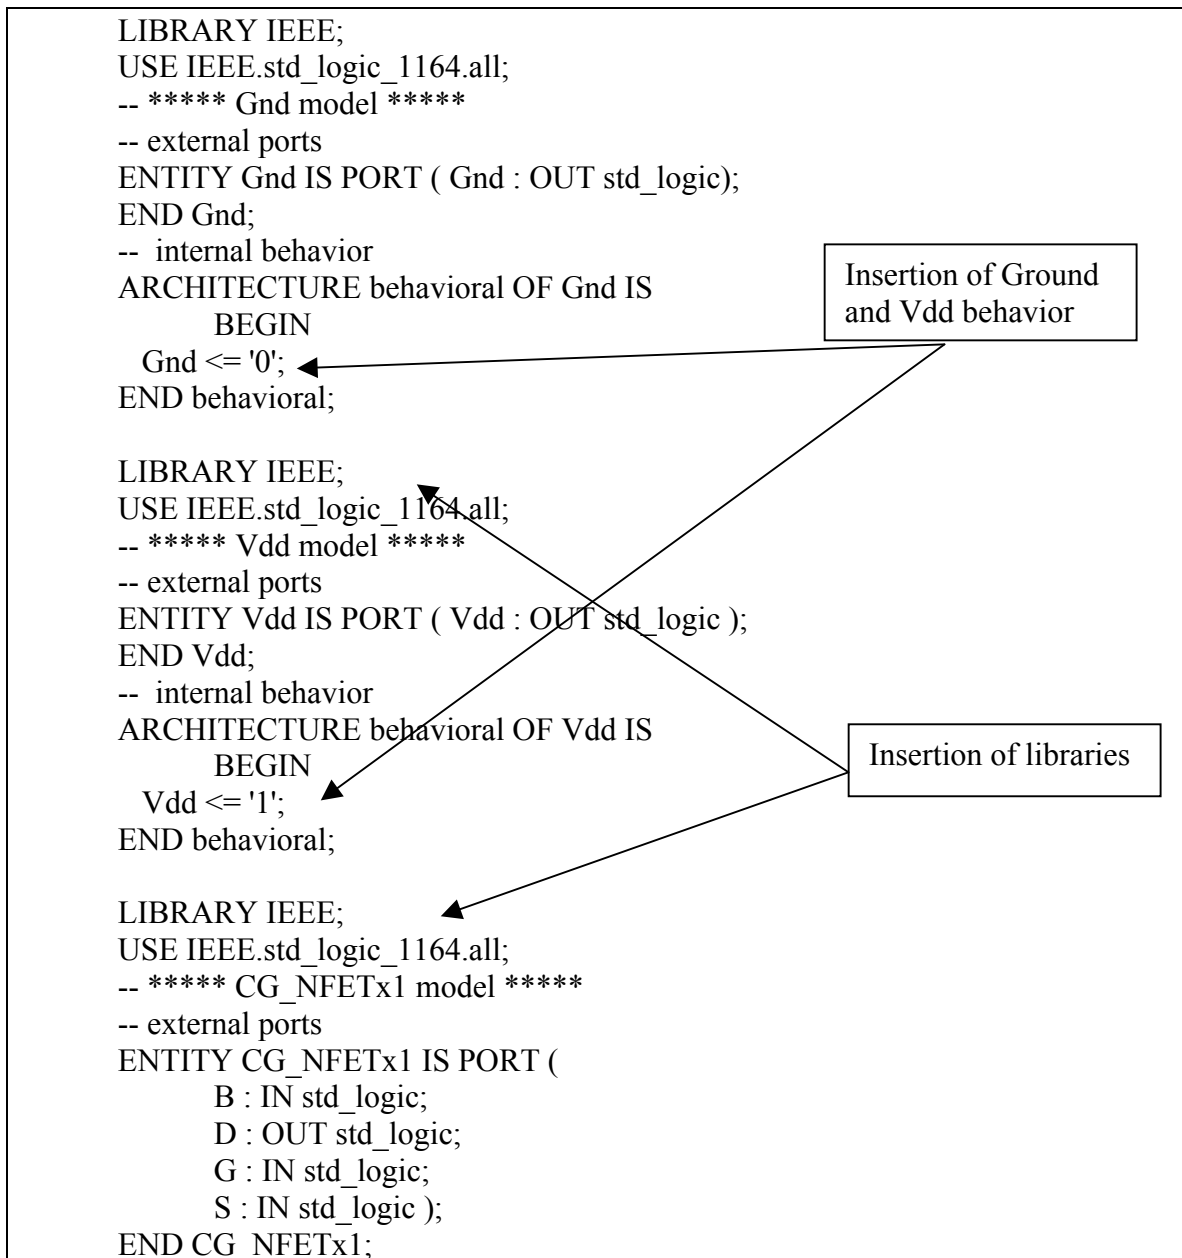 LIBRARY IEEE;
USE IEEE.std_logic_1164.all;
-- ***** Gnd model *****
-- external ports
ENTITY Gnd IS PORT ( Gnd : OUT std_logic);
END Gnd;
--  internal behavior
ARCHITECTURE behavioral OF Gnd IS
BEGIN
Gnd <= '0';
END behavioral;
Insertion of Ground
and Vdd behavior
LIBRARY IEEE;
USE IEEE.std_logic_1164.all;
-- ***** Vdd model *****
-- external ports
ENTITY Vdd IS PORT ( Vdd : OUT std_logic );
END Vdd;
--  internal behavior
ARCHITECTURE behavioral OF Vdd IS
BEGIN
Vdd <= '1';
END behavioral;
Insertion of libraries
LIBRARY IEEE;
USE IEEE.std_logic_1164.all;
-- ***** CG_NFETx1 model *****
-- external ports
ENTITY CG_NFETx1 IS PORT (
B : IN std_logic;
D : OUT std_logic;
G : IN std_logic;
S : IN std_logic );
END CG_NFETx1;